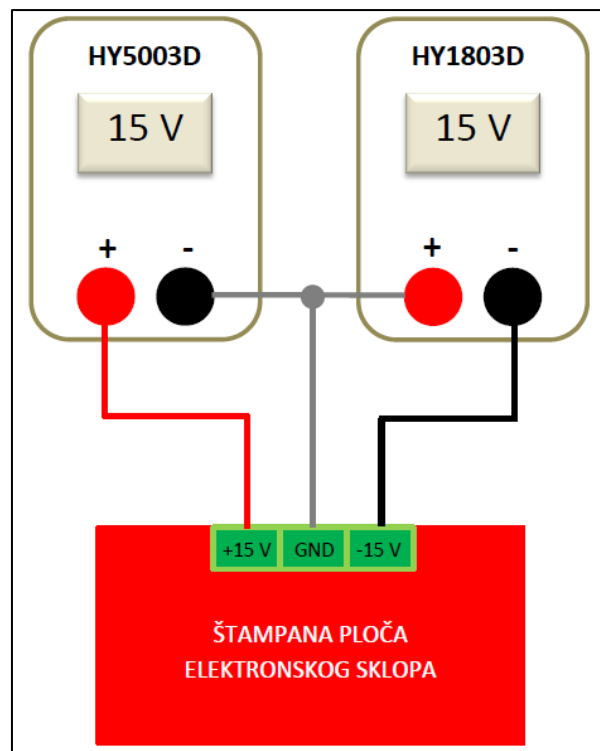 HY5003D
HY1803D
15 V
15 V
+ -
+ -
+15 V GND -15 V
ŠTAMPANA PLOČA
ELEKTRONSKOG SKLOPA